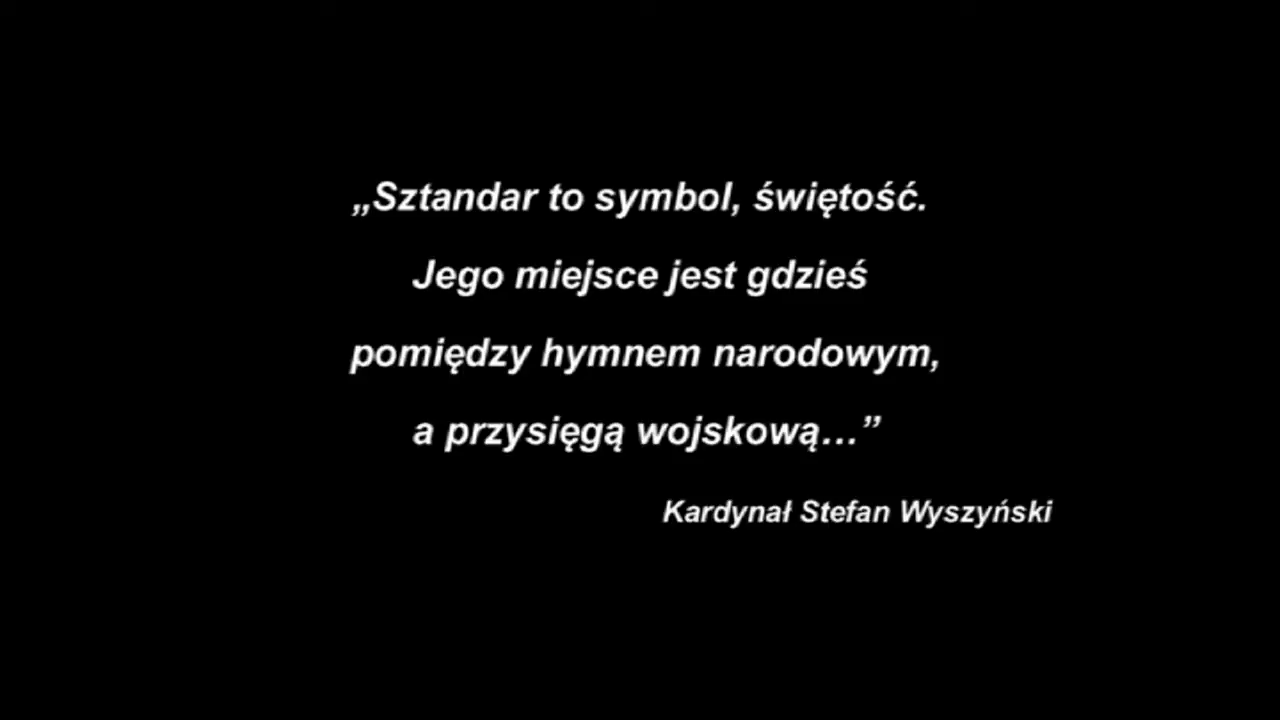 „Sztandar to symbol, świętość.
Jego miejsce jest gdzieś
pomiędzy hymnem narodowym,
a przysięgą wojskową…”
Kardynał Stefan Wyszyński